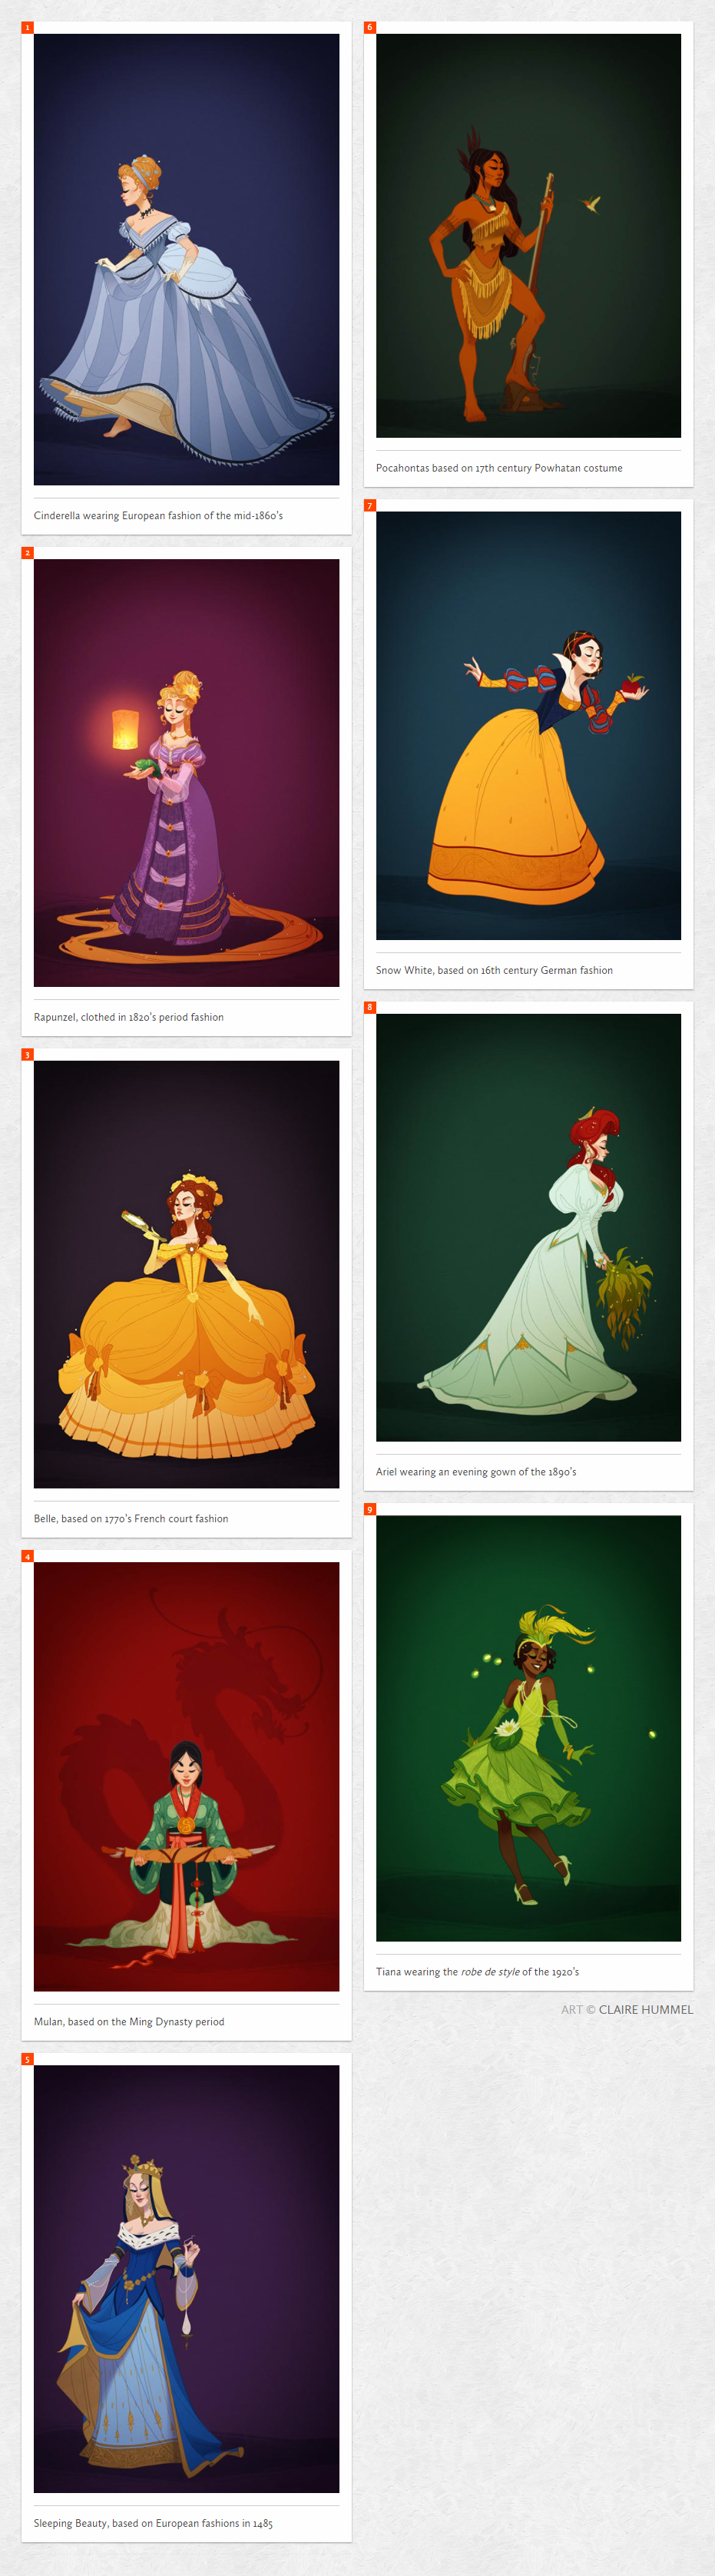 1
Cinderella wearing European fashion of the mid-1860's
2
Rapunzel, clothed in 1820's period fashion
3
Belle, based on 1770's French court fashion
4
Mulan, based on the Ming Dynasty period
5
Sleeping Beauty, based on European fashions in 1485
6
Pocahontas based on 17th century Powhatan costume
7
Snow White, based on 16th century German fashion
8
Ariel wearing an evening gown of the 1890's
9
Tiana wearing the robe de style of the 1920's
ART © CLAIRE HUMMEL